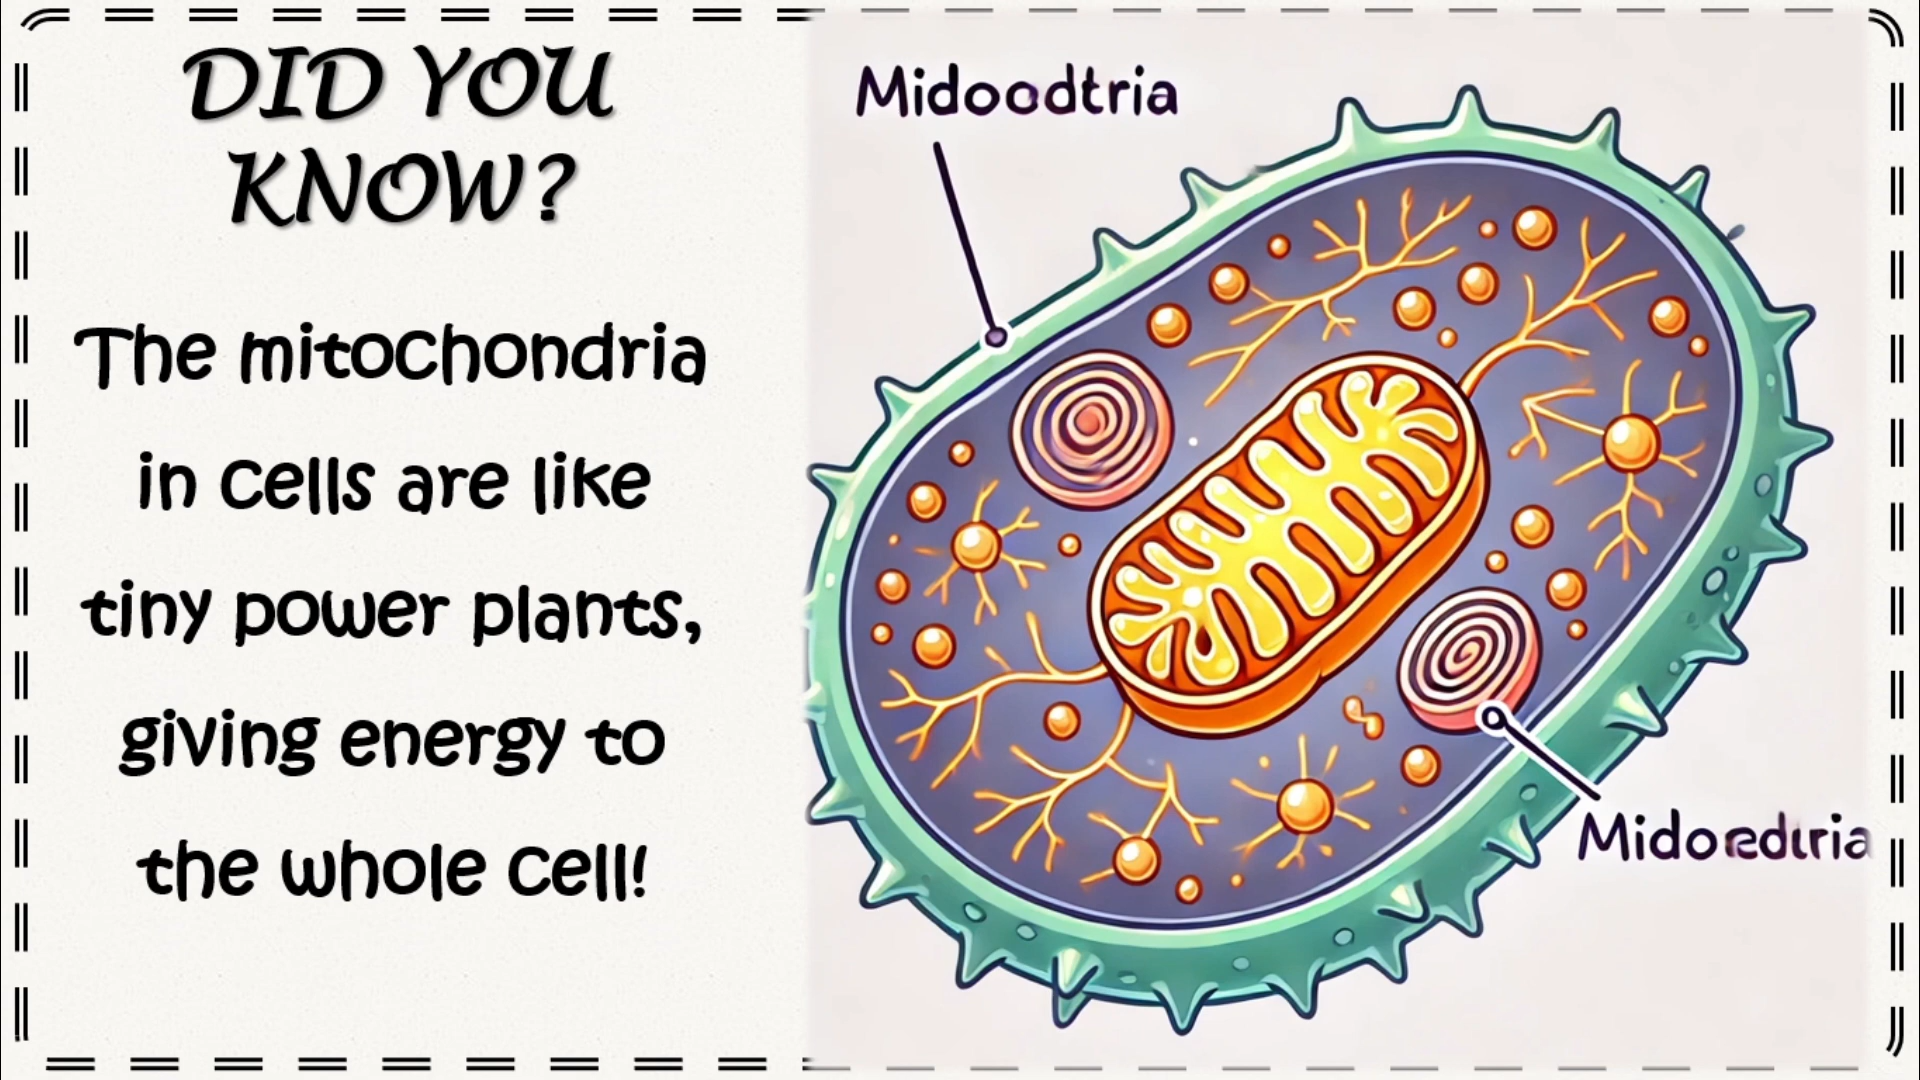 DID YOU
KNOW?
The mitochondria
in cells are like
tiny power plants,
giving energy to
the whole cell!
Midoodtria
Midoedtria